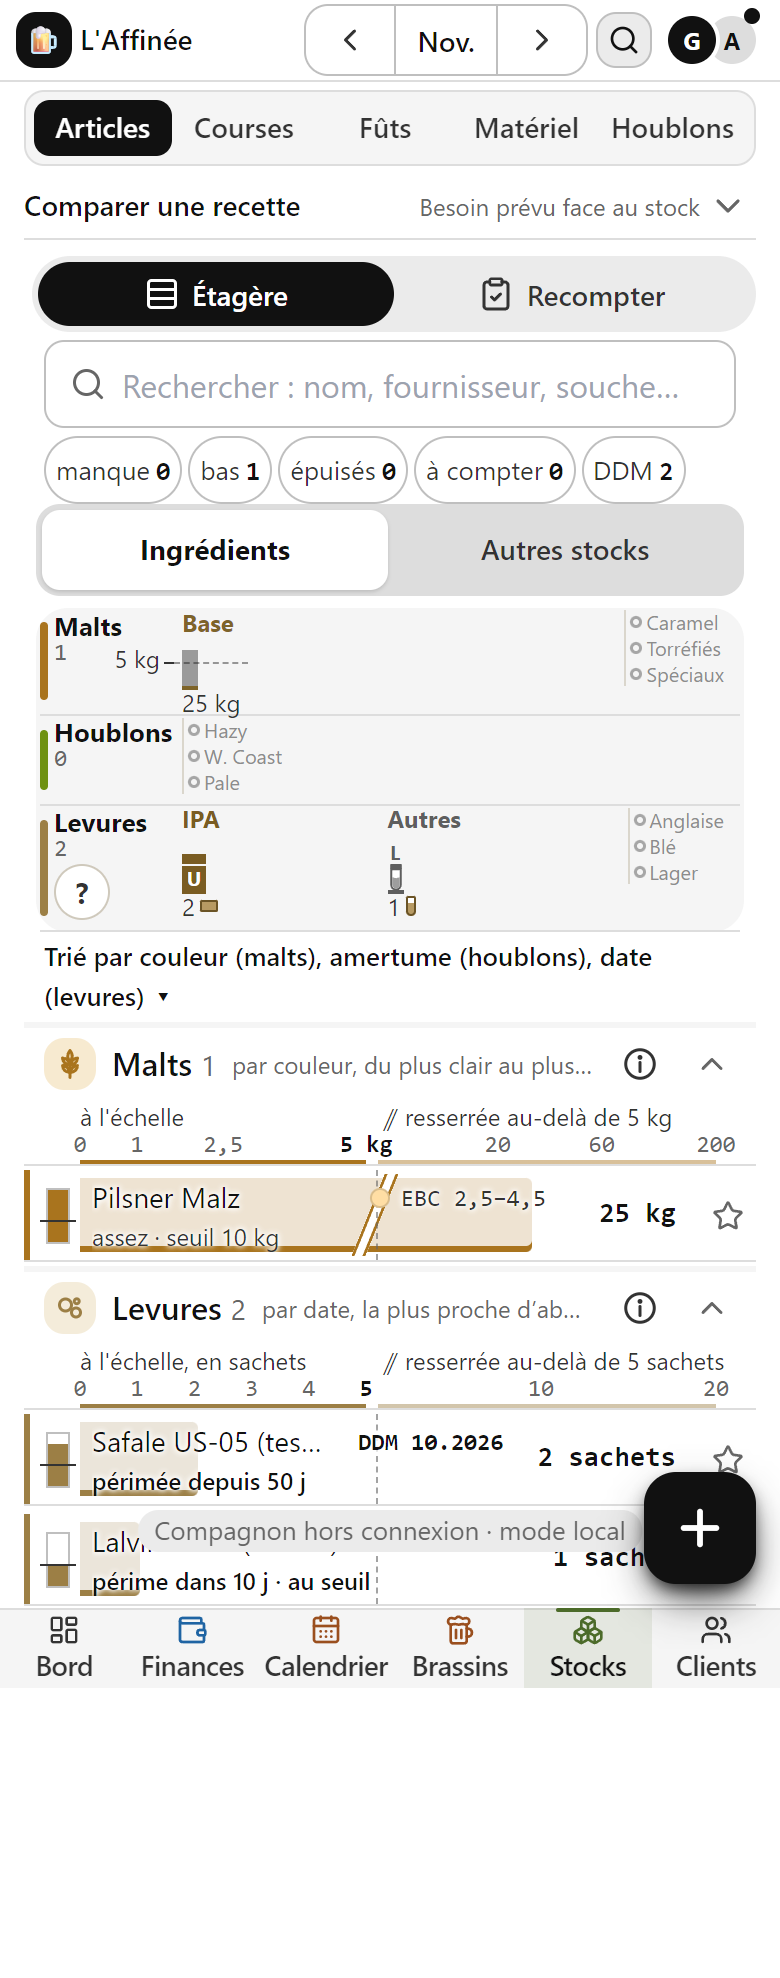 L'Affinée
Nov.
G
A
Articles
Courses
Fûts
Matériel
Houblons
Comparer une recette
Besoin prévu face au stock
Étagère
Recompter
Rechercher : nom, fournisseur, souche...
manque 0
bas 1
épuisés 0
à compter 0
DDM 2
Ingrédients
Autres stocks
Malts
1
5 kg
Base
25 kg
Caramel
Torréfiés
Spéciaux
Houblons
0
Hazy
W. Coast
Pale
Levures
2
?
IPA
U
2
Autres
L
1
Anglaise
Blé
Lager
Trié par couleur (malts), amertume (houblons), date
(levures) ▾
Malts 1 par couleur, du plus clair au plus...
à l'échelle // resserrée au-delà de 5 kg
0 1 2,5 5 kg 20 60 200
Pilsner Malz
EBC 2,5–4,5
25 kg
assez · seuil 10 kg
Levures 2 par date, la plus proche d’ab...
à l'échelle, en sachets // resserrée au-delà de 5 sachets
0 1 2 3 4 5 10 20
Safale US-05 (tes...
DDM 10.2026
2 sachets
périmée depuis 50 j
Compagnon hors connexion · mode local
périme dans 10 j · au seuil
Bord
Finances
Calendrier
Brassins
Stocks
Clients